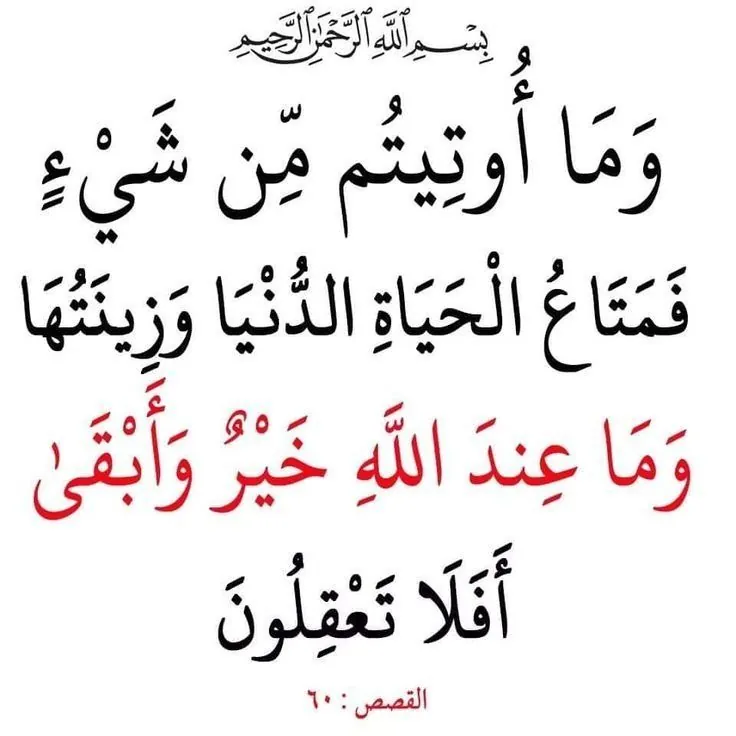 بِسْمِ ٱللَّهِ ٱلرَّحْمَٰنِ ٱلرَّحِيمِ
وَمَا أُوتِيتُم مِّن شَيْءٍ
فَمَتَاعُ الْحَيَاةِ الدُّنْيَا وَزِينَتُهَا
وَمَا عِندَ اللَّهِ خَيْرٌ وَأَبْقَىٰ
أَفَلَا تَعْقِلُونَ
القصص : ٦٠